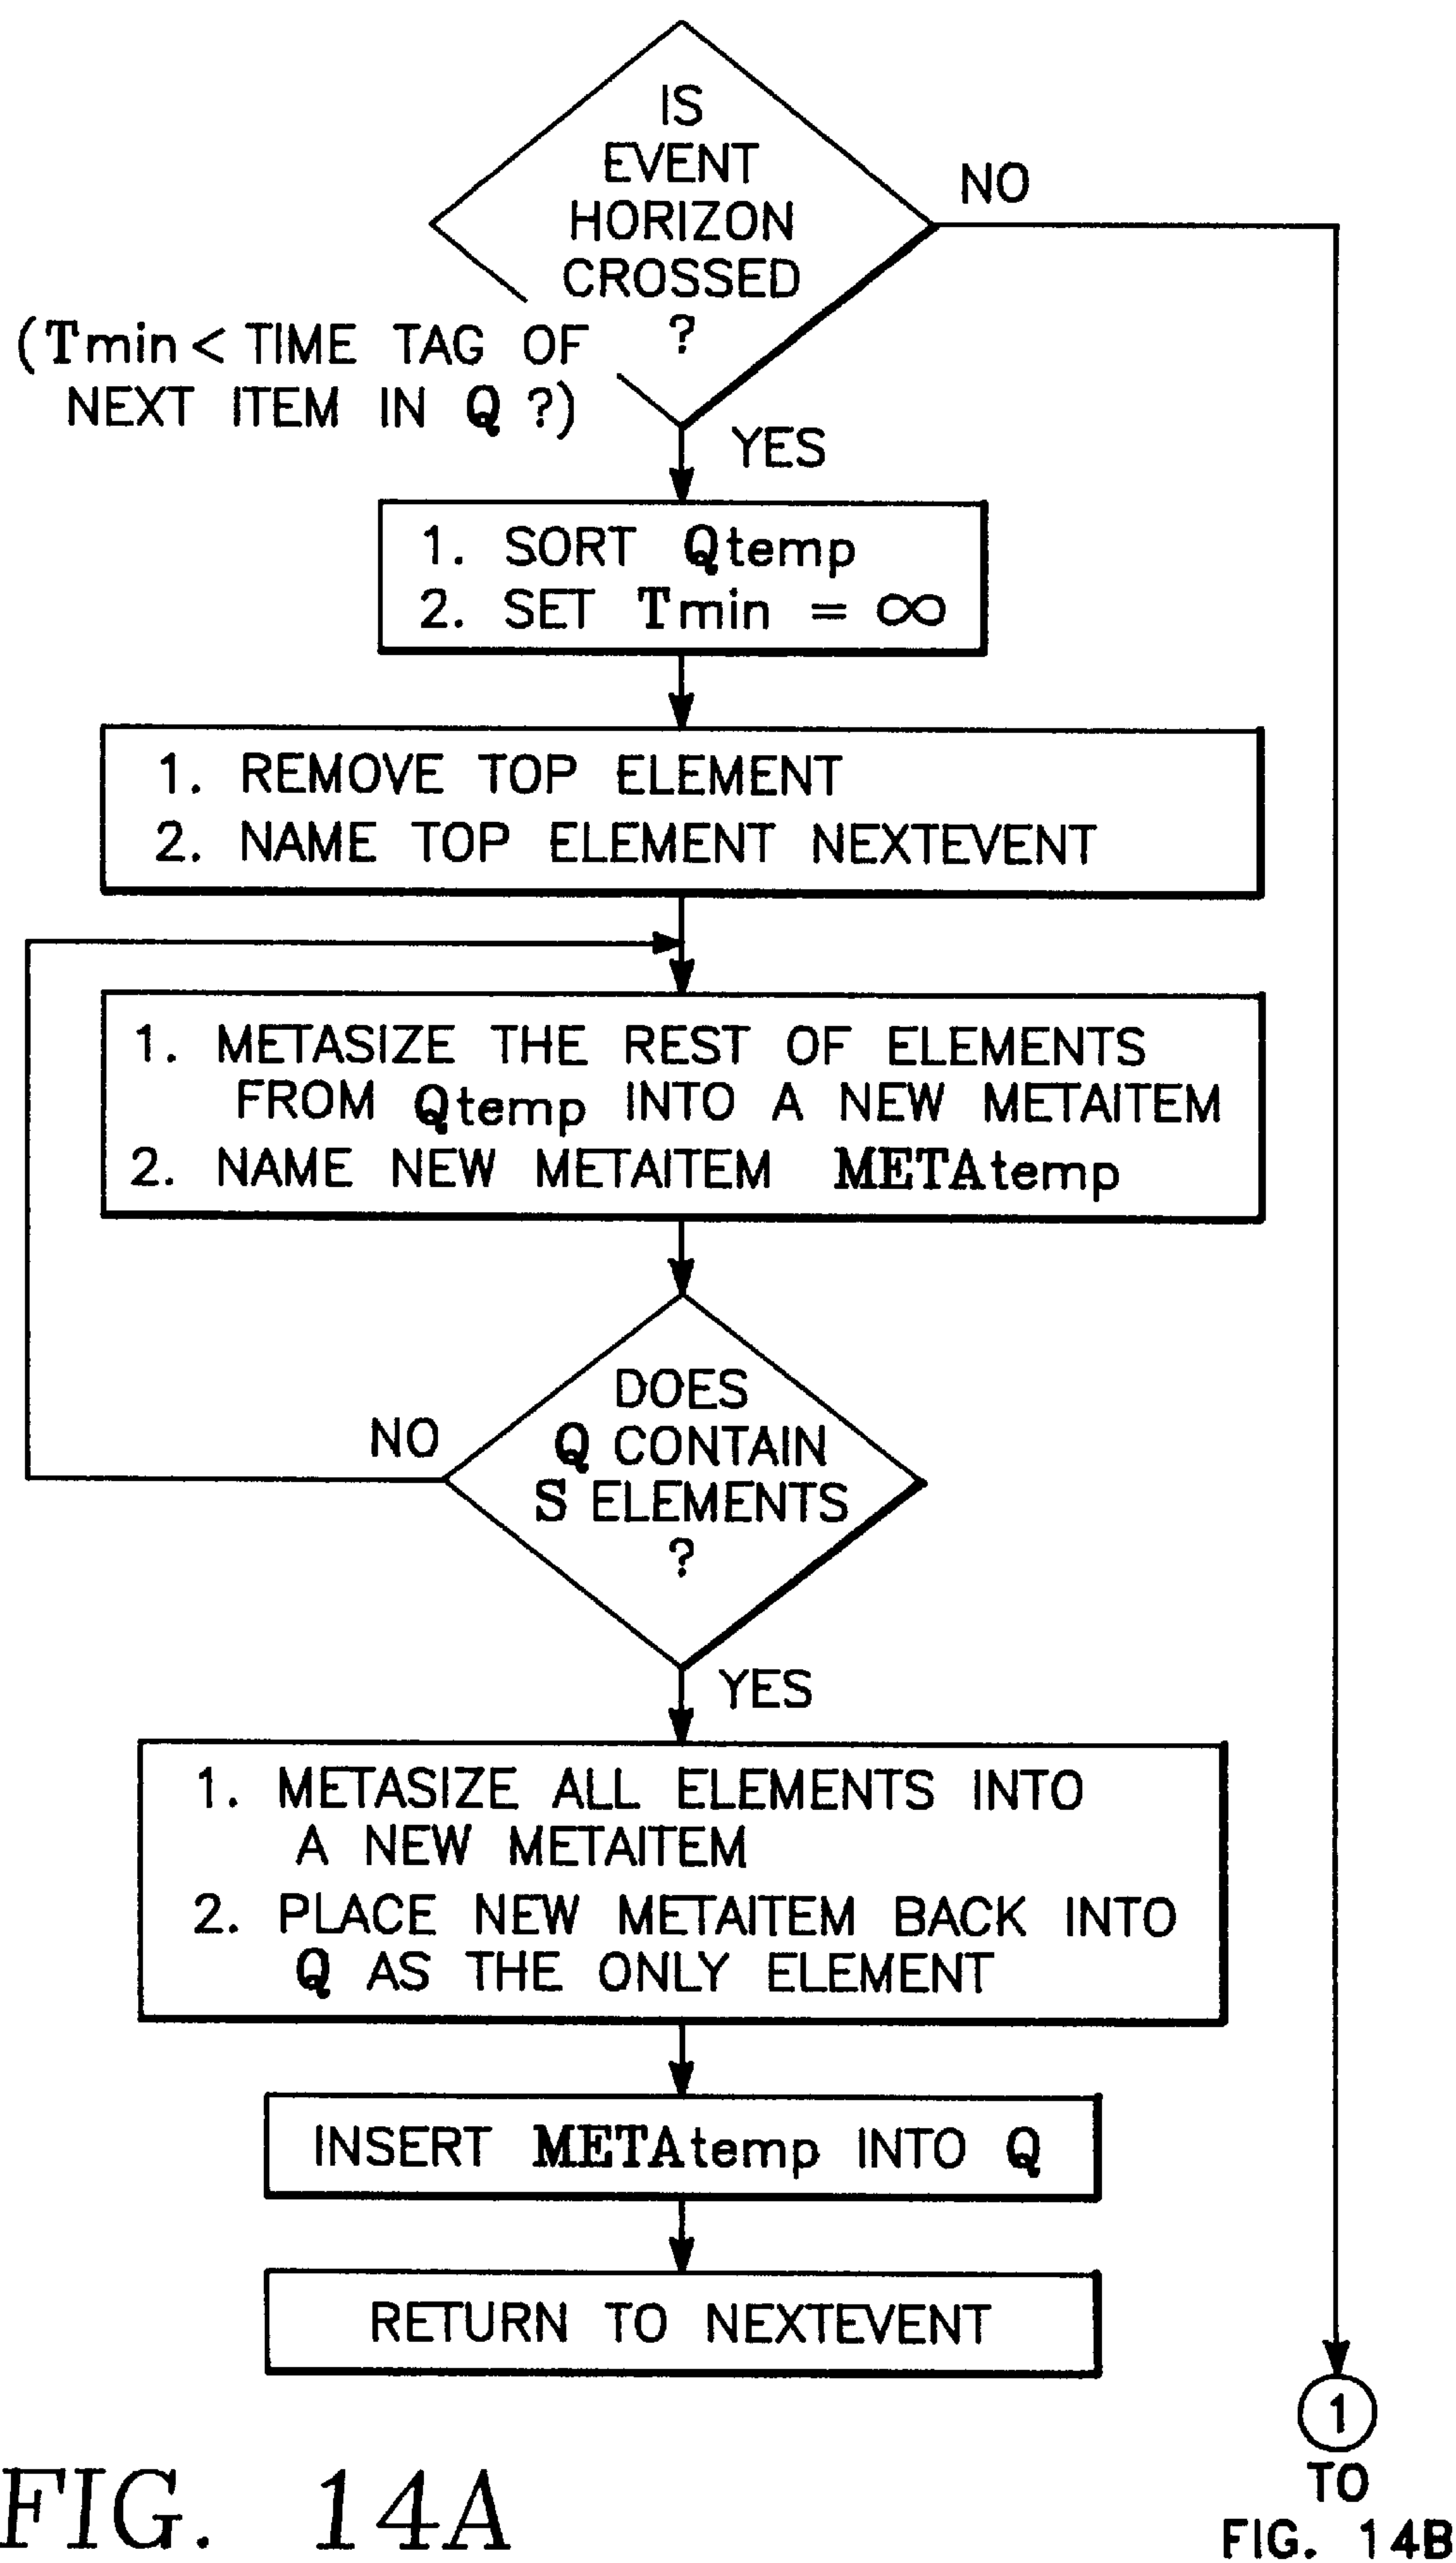 IS
EVENT
HORIZON
CROSSED
?
NO
(Tmin < TIME TAG OF
NEXT ITEM IN Q ?)
YES
1. SORT Qtemp
2. SET Tmin = ∞
1. REMOVE TOP ELEMENT
2. NAME TOP ELEMENT NEXTEVENT
1. METASIZE THE REST OF ELEMENTS
FROM Qtemp INTO A NEW METAITEM
2. NAME NEW METAITEM METAtemp
DOES
Q CONTAIN
S ELEMENTS
?
NO
YES
1. METASIZE ALL ELEMENTS INTO
A NEW METAITEM
2. PLACE NEW METAITEM BACK INTO
Q AS THE ONLY ELEMENT
INSERT METAtemp INTO Q
RETURN TO NEXTEVENT
1
TO
FIG. 14B
FIG. 14A